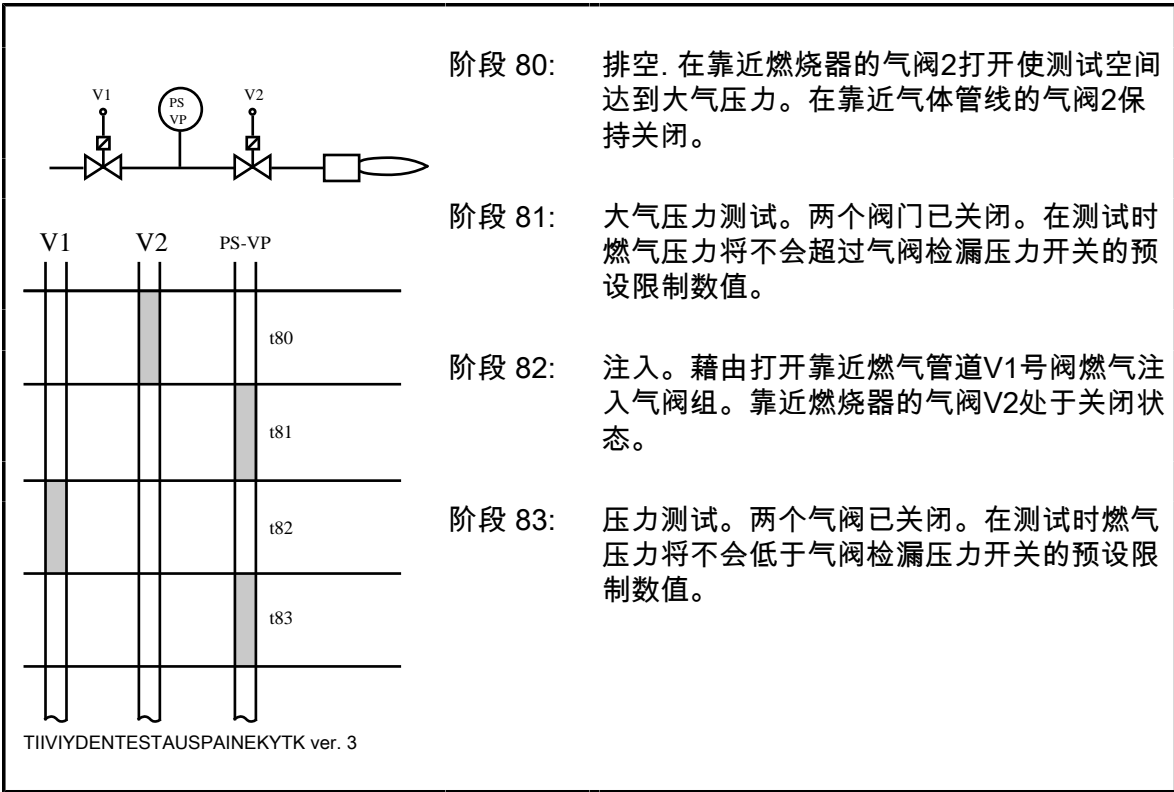 V1
PS
VP
V2
V1
V2
PS-VP
t80
t81
t82
t83
TIIVIYDENTESTAUSPAINEKYTK ver. 3
阶段 80:
排空. 在靠近燃烧器的气阀2打开使测试空间
达到大气压力。在靠近气体管线的气阀2保
持关闭。
阶段 81:
大气压力测试。两个阀门已关闭。在测试时
燃气压力将不会超过气阀检漏压力开关的预
设限制数值。
阶段 82:
注入。藉由打开靠近燃气管道V1号阀燃气注
入气阀组。靠近燃烧器的气阀V2处于关闭状
态。
阶段 83:
压力测试。两个气阀已关闭。在测试时燃气
压力将不会低于气阀检漏压力开关的预设限
制数值。